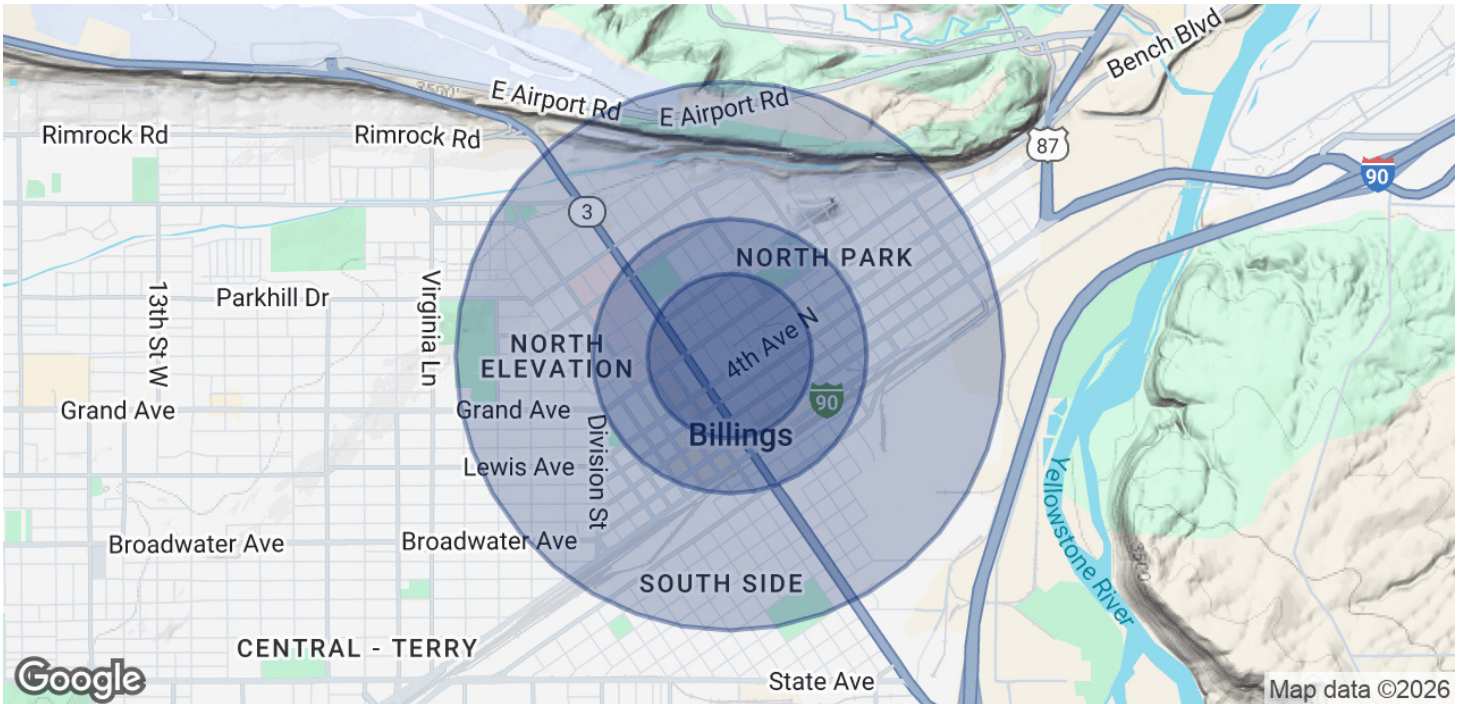 Bench Blvd
E Airport Rd
E Airport Rd
3500'
Rimrock Rd
Rimrock Rd
87
90
3
NORTH PARK
13th St W
Parkhill Dr
Virginia Ln
4th Ave N
NORTH
ELEVATION
Grand Ave
Grand Ave
90
Division St
Billings
Lewis Ave
Yellowstone River
Broadwater Ave
Broadwater Ave
3500
SOUTH SIDE
CENTRAL - TERRY
Google
State Ave
Map data ©2026